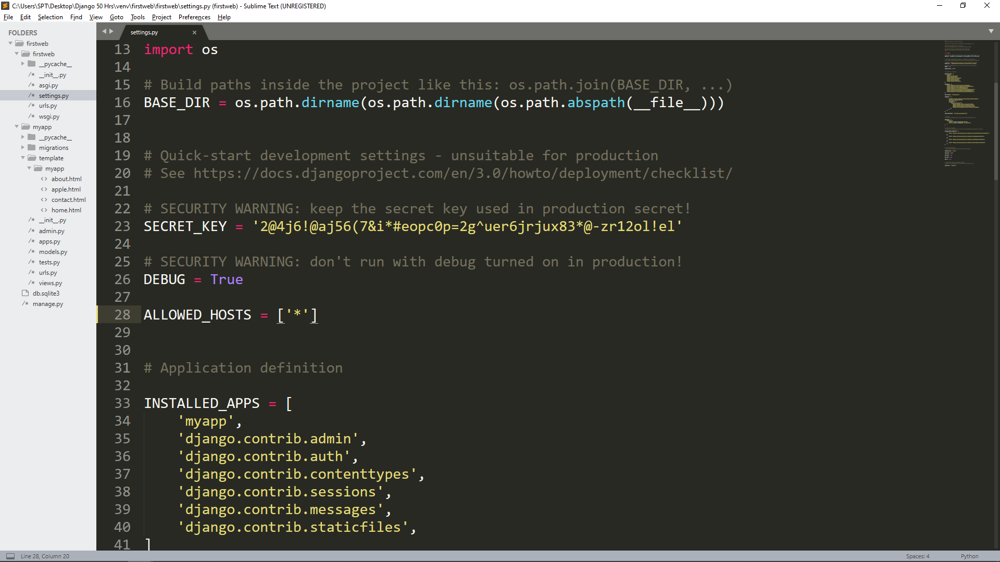 C:\Users\SPT\Desktop\Django 50 Hrs\venv\firstweb\firstweb\settings.py (firstweb) - Sublime Text (UNREGISTERED)
File Edit Selection Find View Goto Tools Project Preferences Help
FOLDERS
firstweb
firstweb
__pycache__
/* __init__.py
/* asgi.py
/* settings.py
/* urls.py
/* wsgi.py
myapp
__pycache__
migrations
template
myapp
<> about.html
<> apple.html
<> contact.html
<> home.html
/* __init__.py
/* admin.py
/* apps.py
/* models.py
/* tests.py
/* urls.py
/* views.py
db.sqlite3
/* manage.py
settings.py ×
13 import os
14
15 # Build paths inside the project like this: os.path.join(BASE_DIR, ...)
16 BASE_DIR = os.path.dirname(os.path.dirname(os.path.abspath(__file__)))
17
18
19 # Quick-start development settings - unsuitable for production
20 # See https://docs.djangoproject.com/en/3.0/howto/deployment/checklist/
21
22 # SECURITY WARNING: keep the secret key used in production secret!
23 SECRET_KEY = '2@4j6!@aj56(7&i*#eopc0p=2g^uer6jrjux83*@-zr12ol!el'
24
25 # SECURITY WARNING: don't run with debug turned on in production!
26 DEBUG = True
27
28 ALLOWED_HOSTS = ['*']
29
30
31 # Application definition
32
33 INSTALLED_APPS = [
34     'myapp',
35     'django.contrib.admin',
36     'django.contrib.auth',
37     'django.contrib.contenttypes',
38     'django.contrib.sessions',
39     'django.contrib.messages',
40     'django.contrib.staticfiles',
41 ]
Line 28, Column 20
Spaces: 4
Python